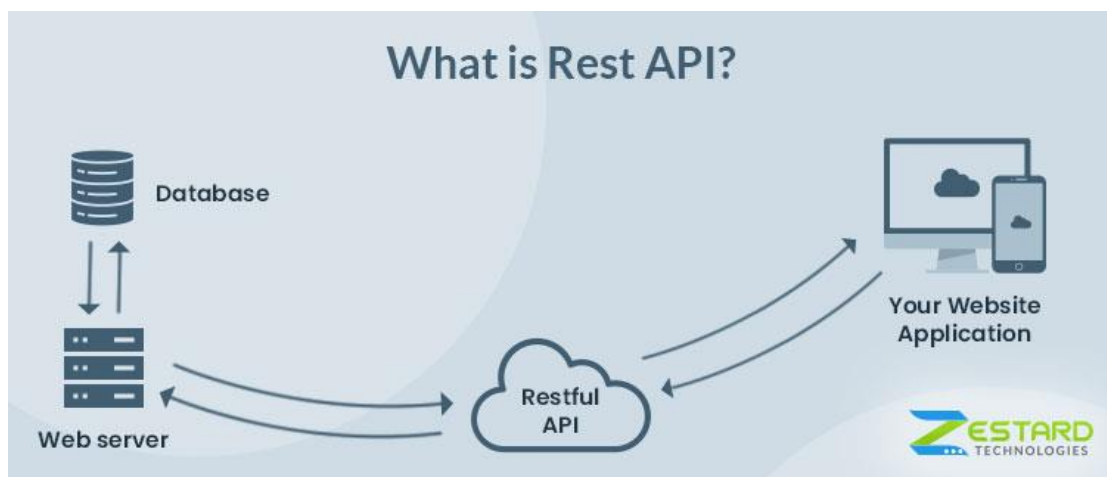 What is Rest API?
Database
Your Website
Application
Restful
API
Web server
ZESTARD
TECHNOLOGIES